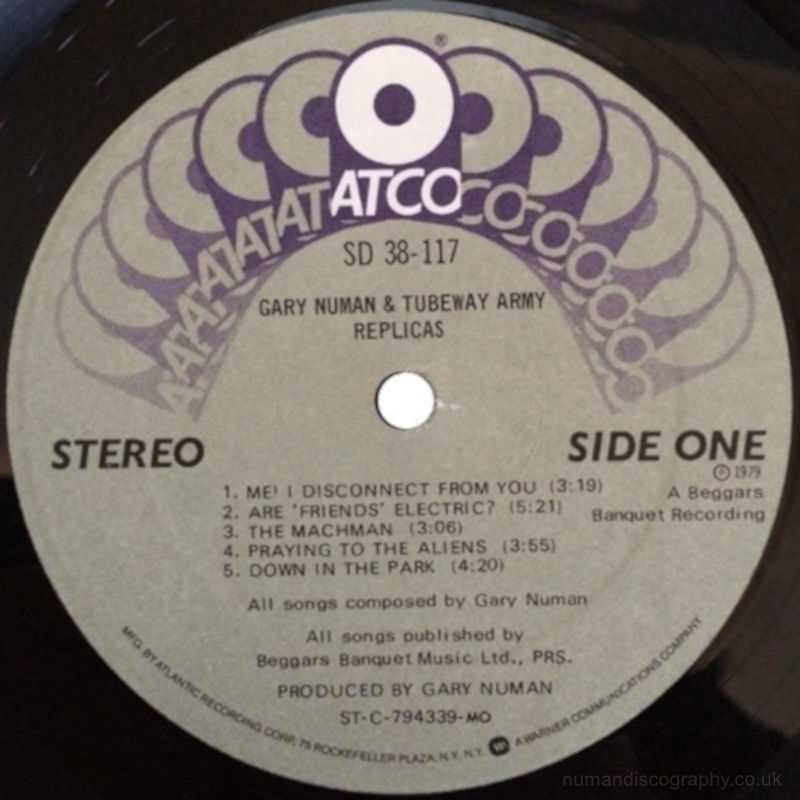 ®
ATATATATATATCOCOCOCOCOCO
SD 38-117
GARY NUMAN & TUBEWAY ARMY
REPLICAS
STEREO
SIDE ONE
℗ 1979
A Beggars
Banquet Recording
1. ME! I DISCONNECT FROM YOU (3:19)
2. ARE 'FRIENDS' ELECTRIC? (5:21)
3. THE MACHMAN (3:06)
4. PRAYING TO THE ALIENS (3:55)
5. DOWN IN THE PARK (4:20)
All songs composed by Gary Numan
All songs published by
Beggars Banquet Music Ltd., PRS.
PRODUCED BY GARY NUMAN
ST-C-794339-MO
MFG. BY ATLANTIC RECORDING CORP. 75 ROCKEFELLER PLAZA, N.Y. N.Y. W A WARNER COMMUNICATIONS COMPANY
numandiscography.co.uk